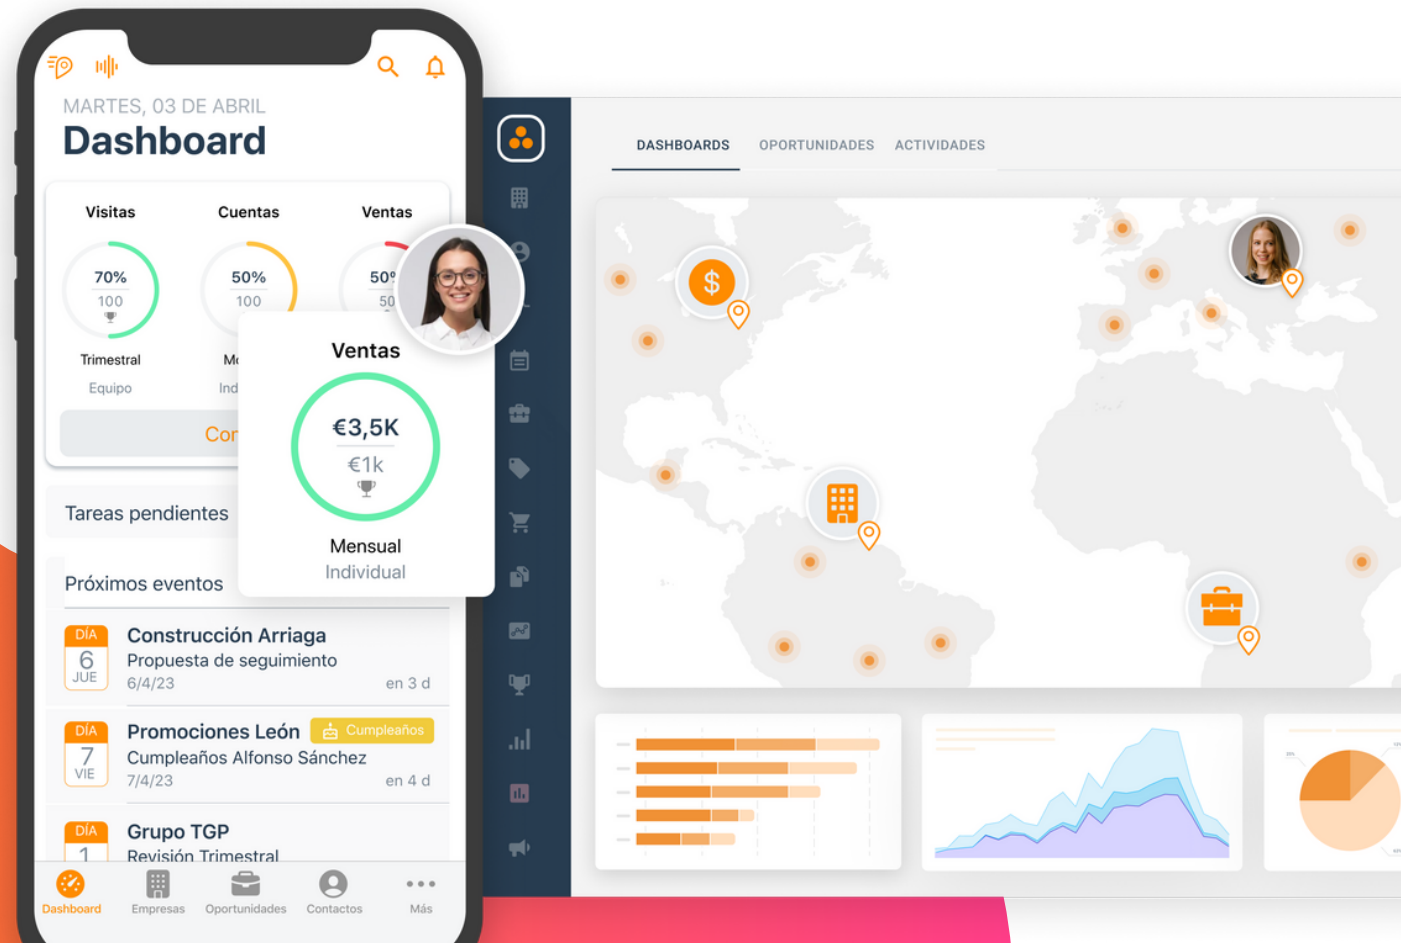 MARTES, 03 DE ABRIL
Dashboard
Visitas
Cuentas
Ventas
70%
100
50%
100
50
Trimestral
Equipo
Ventas
€3,5K
€1k
Mensual
Individual
Tareas pendientes
Próximos eventos
DÍA
6
JUE
Construcción Arriaga
Propuesta de seguimiento
6/4/23
en 3 d
DÍA
7
VIE
Promociones León
Cumpleaños
Cumpleaños Alfonso Sánchez
7/4/23
en 4 d
DÍA
1
Grupo TGP
Revisión Trimestral
Dashboard
Empresas
Oportunidades
Contactos
Más
DASHBOARDS
OPORTUNIDADES
ACTIVIDADES
$